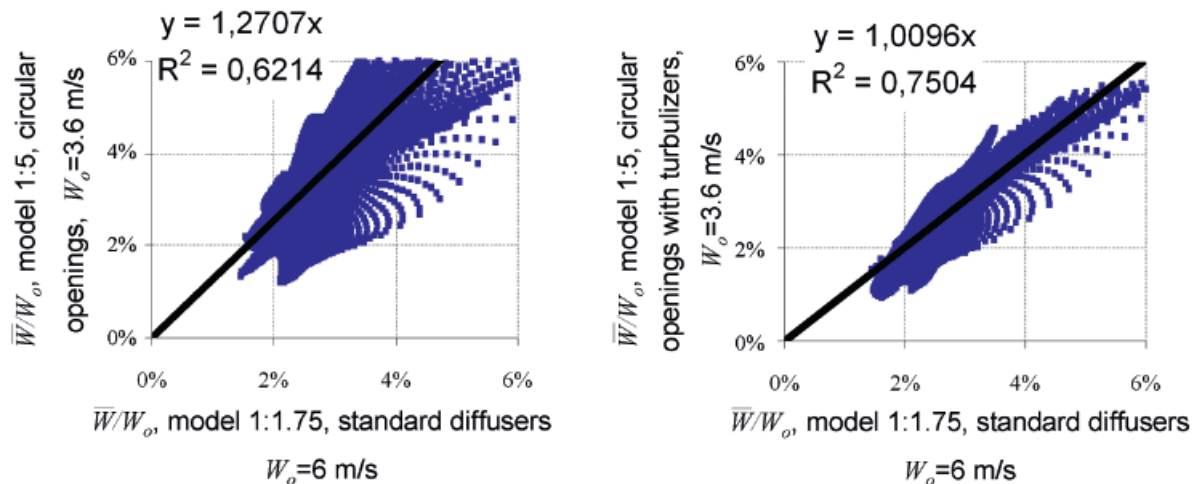 y = 1,2707x
R² = 0,6214
W̅/Wₒ, model 1:5, circular
openings, Wₒ=3.6 m/s
6%
4%
2%
0%
0%
2%
4%
6%
W̅/Wₒ, model 1:1.75, standard diffusers
Wₒ=6 m/s
y = 1,0096x
R² = 0,7504
W̅/Wₒ, model 1:5, circular
openings with turbulizers,
Wₒ=3.6 m/s
6%
4%
2%
0%
0%
2%
4%
6%
W̅/Wₒ, model 1:1.75, standard diffusers
Wₒ=6 m/s